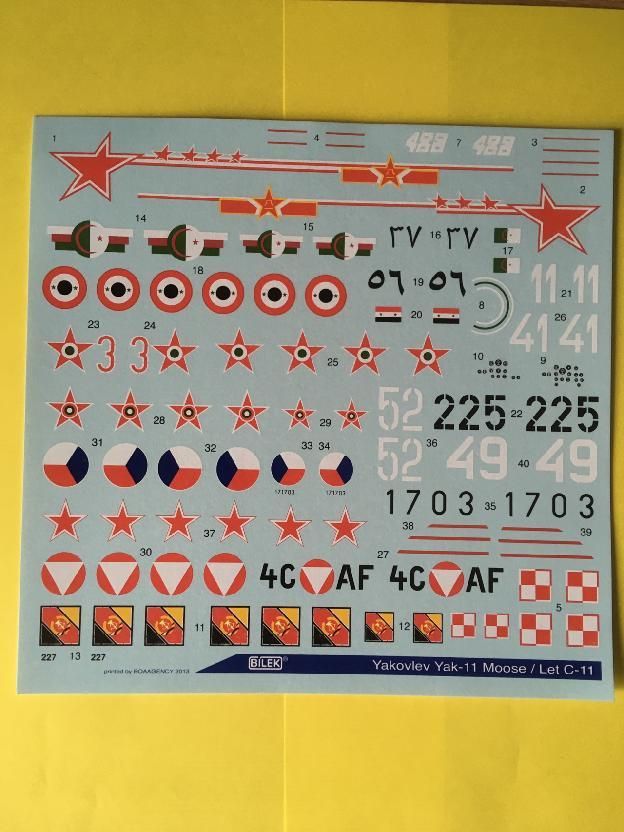 1 4 488 7 488 3
2
14 15 ٣٧ 16 ٣٧ 17
18 ٥٦ 19 ٥٦ 8 11 21 11
20
41 26 41
23 3 3 24 25 10 9
28 29 52 225 22 225
31 32 33 34 52 36 49 40 49
171703 171703
1703 35 1703
37 38 39
30 4C AF 4C AF 27
5
11 12
227 13 227
printed by BOAAGENCY 2013 BILEK® Yakovlev Yak-11 Moose / Let C-11